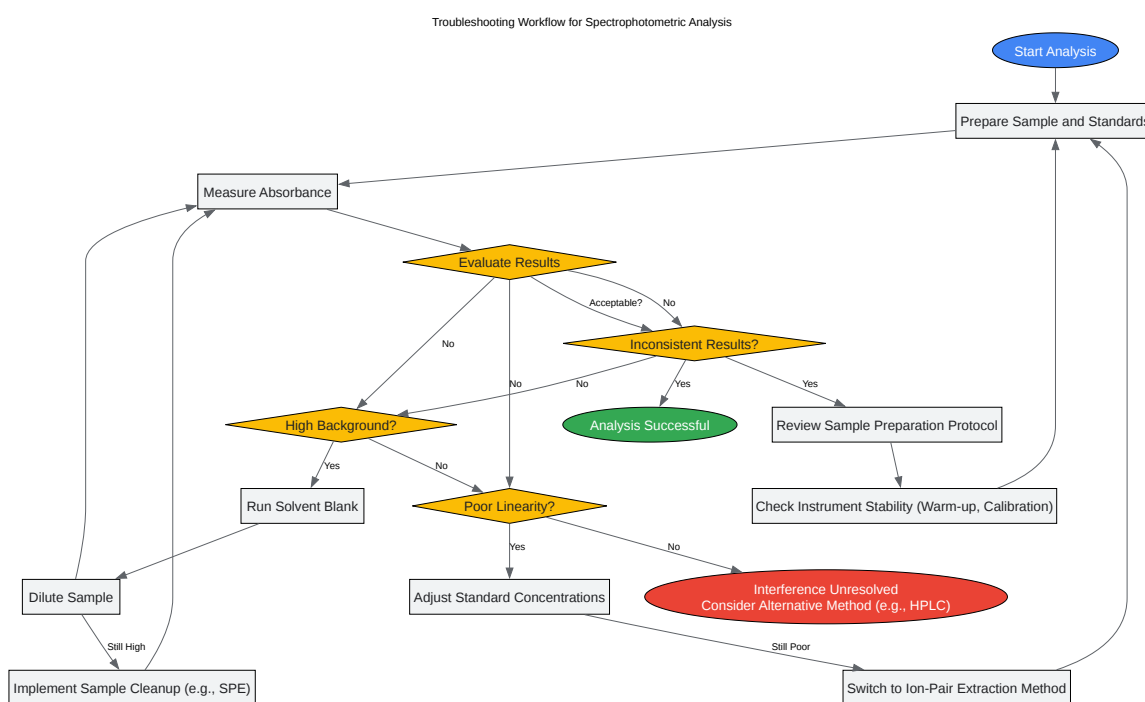 Troubleshooting Workflow for Spectrophotometric Analysis
Start Analysis
Prepare Sample and Standards
Measure Absorbance
Evaluate Results
Acceptable?
No
Inconsistent Results?
No
No
No
Yes
Yes
High Background?
Analysis Successful
Review Sample Preparation Protocol
Yes
No
Run Solvent Blank
Poor Linearity?
Check Instrument Stability (Warm-up, Calibration)
Yes
No
Dilute Sample
Adjust Standard Concentrations
Interference Unresolved
Consider Alternative Method (e.g., HPLC)
Still High
Still Poor
Implement Sample Cleanup (e.g., SPE)
Switch to Ion-Pair Extraction Method